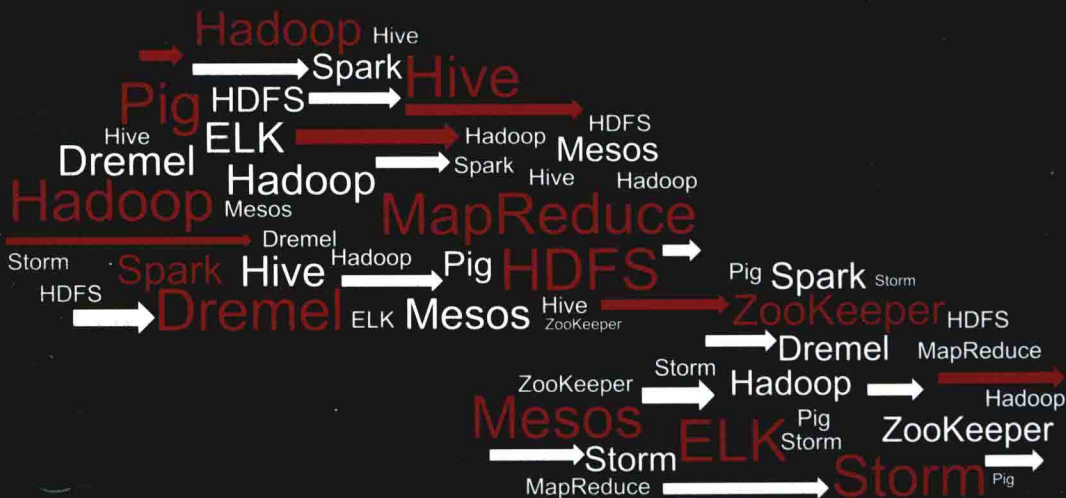 Hadoop Hive
Spark
Hive
Pig HDFS
HDFS
Hive ELK Hadoop Mesos
Dremel Spark
Hadoop Hive Hadoop
Hadoop Mesos MapReduce
Dremel
Storm Spark Hive Hadoop Pig HDFS
Pig Spark Storm
HDFS Dremel ELK Mesos Hive ZooKeeper HDFS
ZooKeeper
Dremel MapReduce
Storm
ZooKeeper Hadoop Hadoop
Mesos ELK Pig ZooKeeper
Storm
Storm
MapReduce Storm Pig